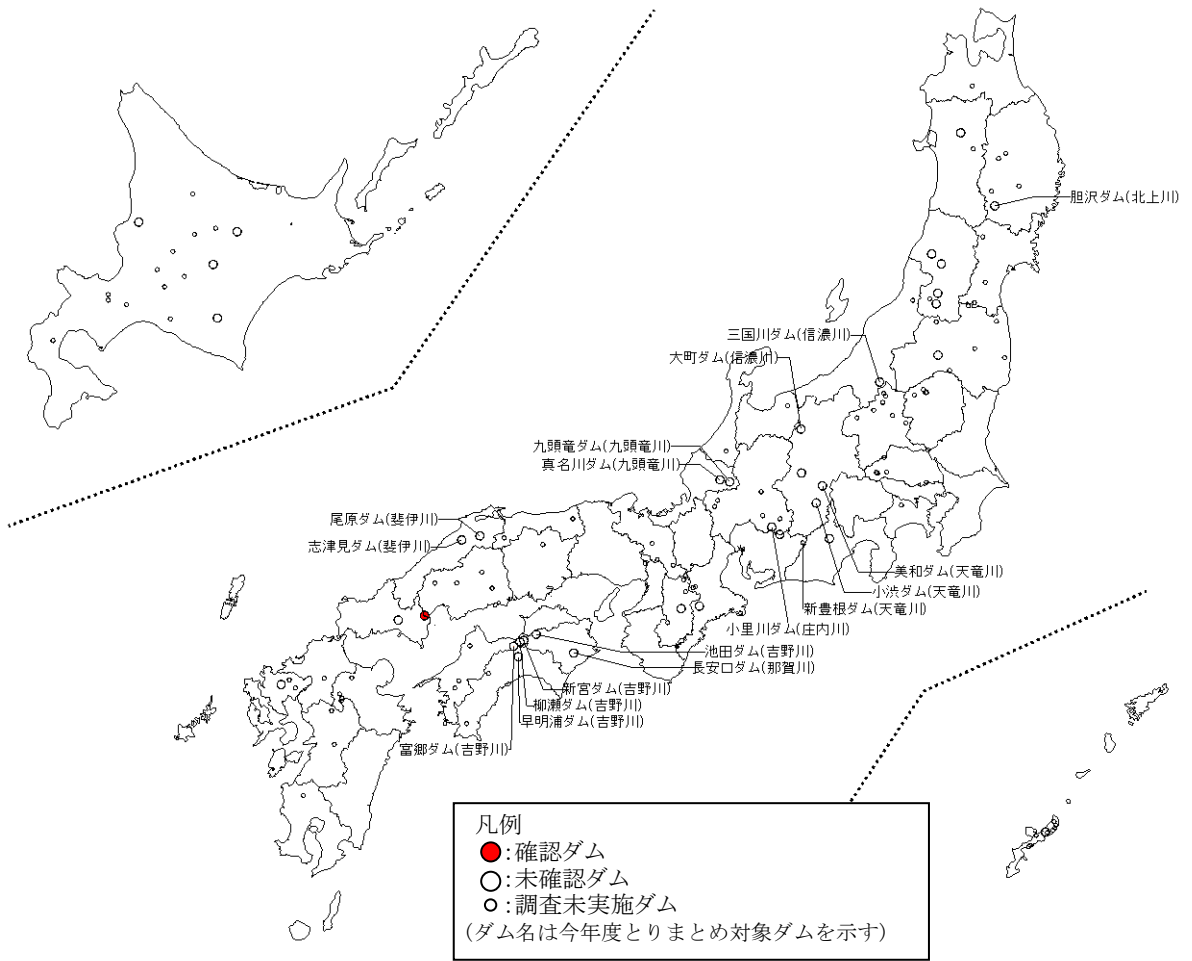 胆沢ダム(北上川)
三国川ダム(信濃川)
大町ダム(信濃川)
九頭竜ダム(九頭竜川)
真名川ダム(九頭竜川)
尾原ダム(斐伊川)
志津見ダム(斐伊川)
美和ダム(天竜川)
小渋ダム(天竜川)
新豊根ダム(天竜川)
小里川ダム(庄内川)
池田ダム(吉野川)
長安口ダム(那賀川)
新宮ダム(吉野川)
柳瀬ダム(吉野川)
早明浦ダム(吉野川)
富郷ダム(吉野川)
凡例
:確認ダム
:未確認ダム
:調査未実施ダム
(ダム名は今年度とりまとめ対象ダムを示す)